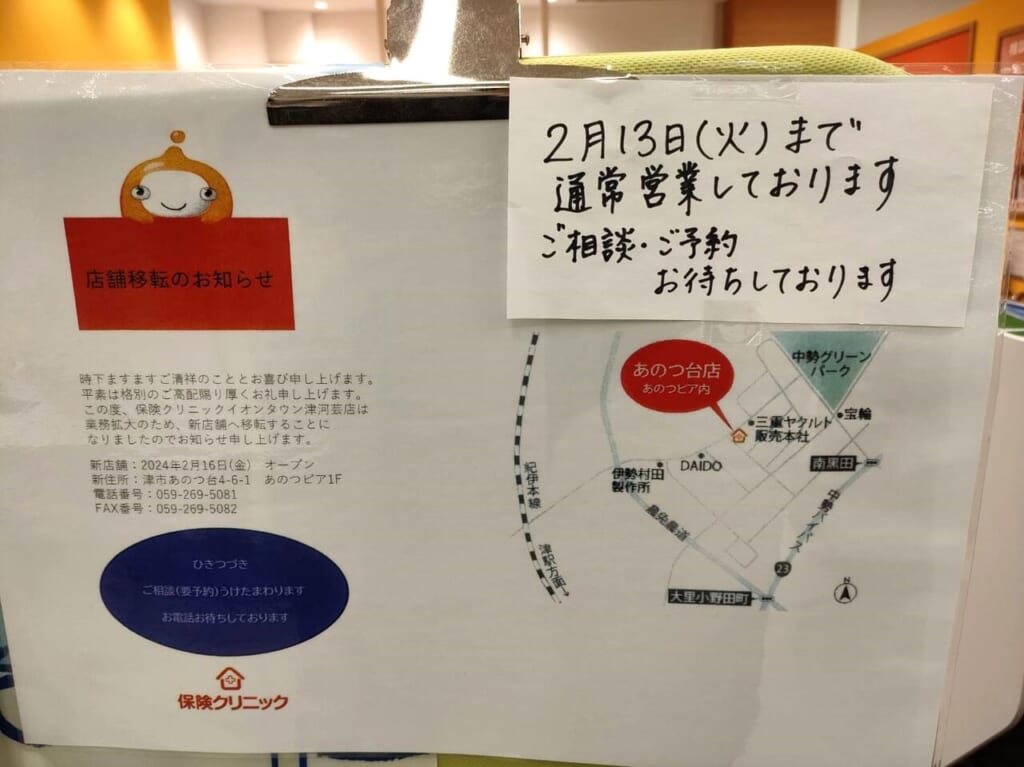 2月13日(火)まで
通常営業しております
ご相談・ご予約
お待ちしております
店舗移転のお知らせ
時下ますますご清祥のこととお喜び申し上げます。
平素は格別のご高配賜り厚くお礼申し上げます。
この度、保険クリニックイオンタウン津河芸店は
業務拡大のため、新店舗へ移転することに
なりましたのでお知らせ申し上げます。
新店舗：2024年2月16日(金)　オープン
新住所：津市あのつ台4-6-1　あのつピア1F
電話番号：059-269-5081
FAX番号：059-269-5082
ひきつづき
ご相談(要予約)うけたまわります
お電話お待ちしております
保険クリニック
あのつ台店
あのつピア内
中勢グリーン
パーク
三重ヤクルト
販売本社
宝輪
南黒田
DAIDO
伊勢村田
製作所
紀伊本線
津駅方面
中勢バイパス
23
大里小野田町
N